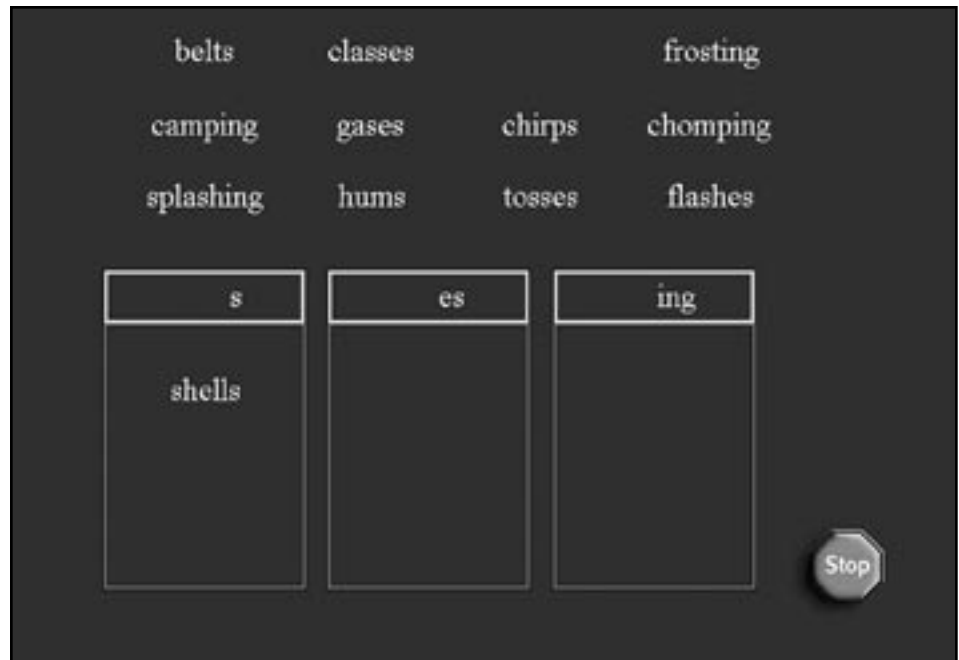 belts classes frosting
camping gases chirps chomping
splashing hums tosses flashes
s es ing
shells
Stop